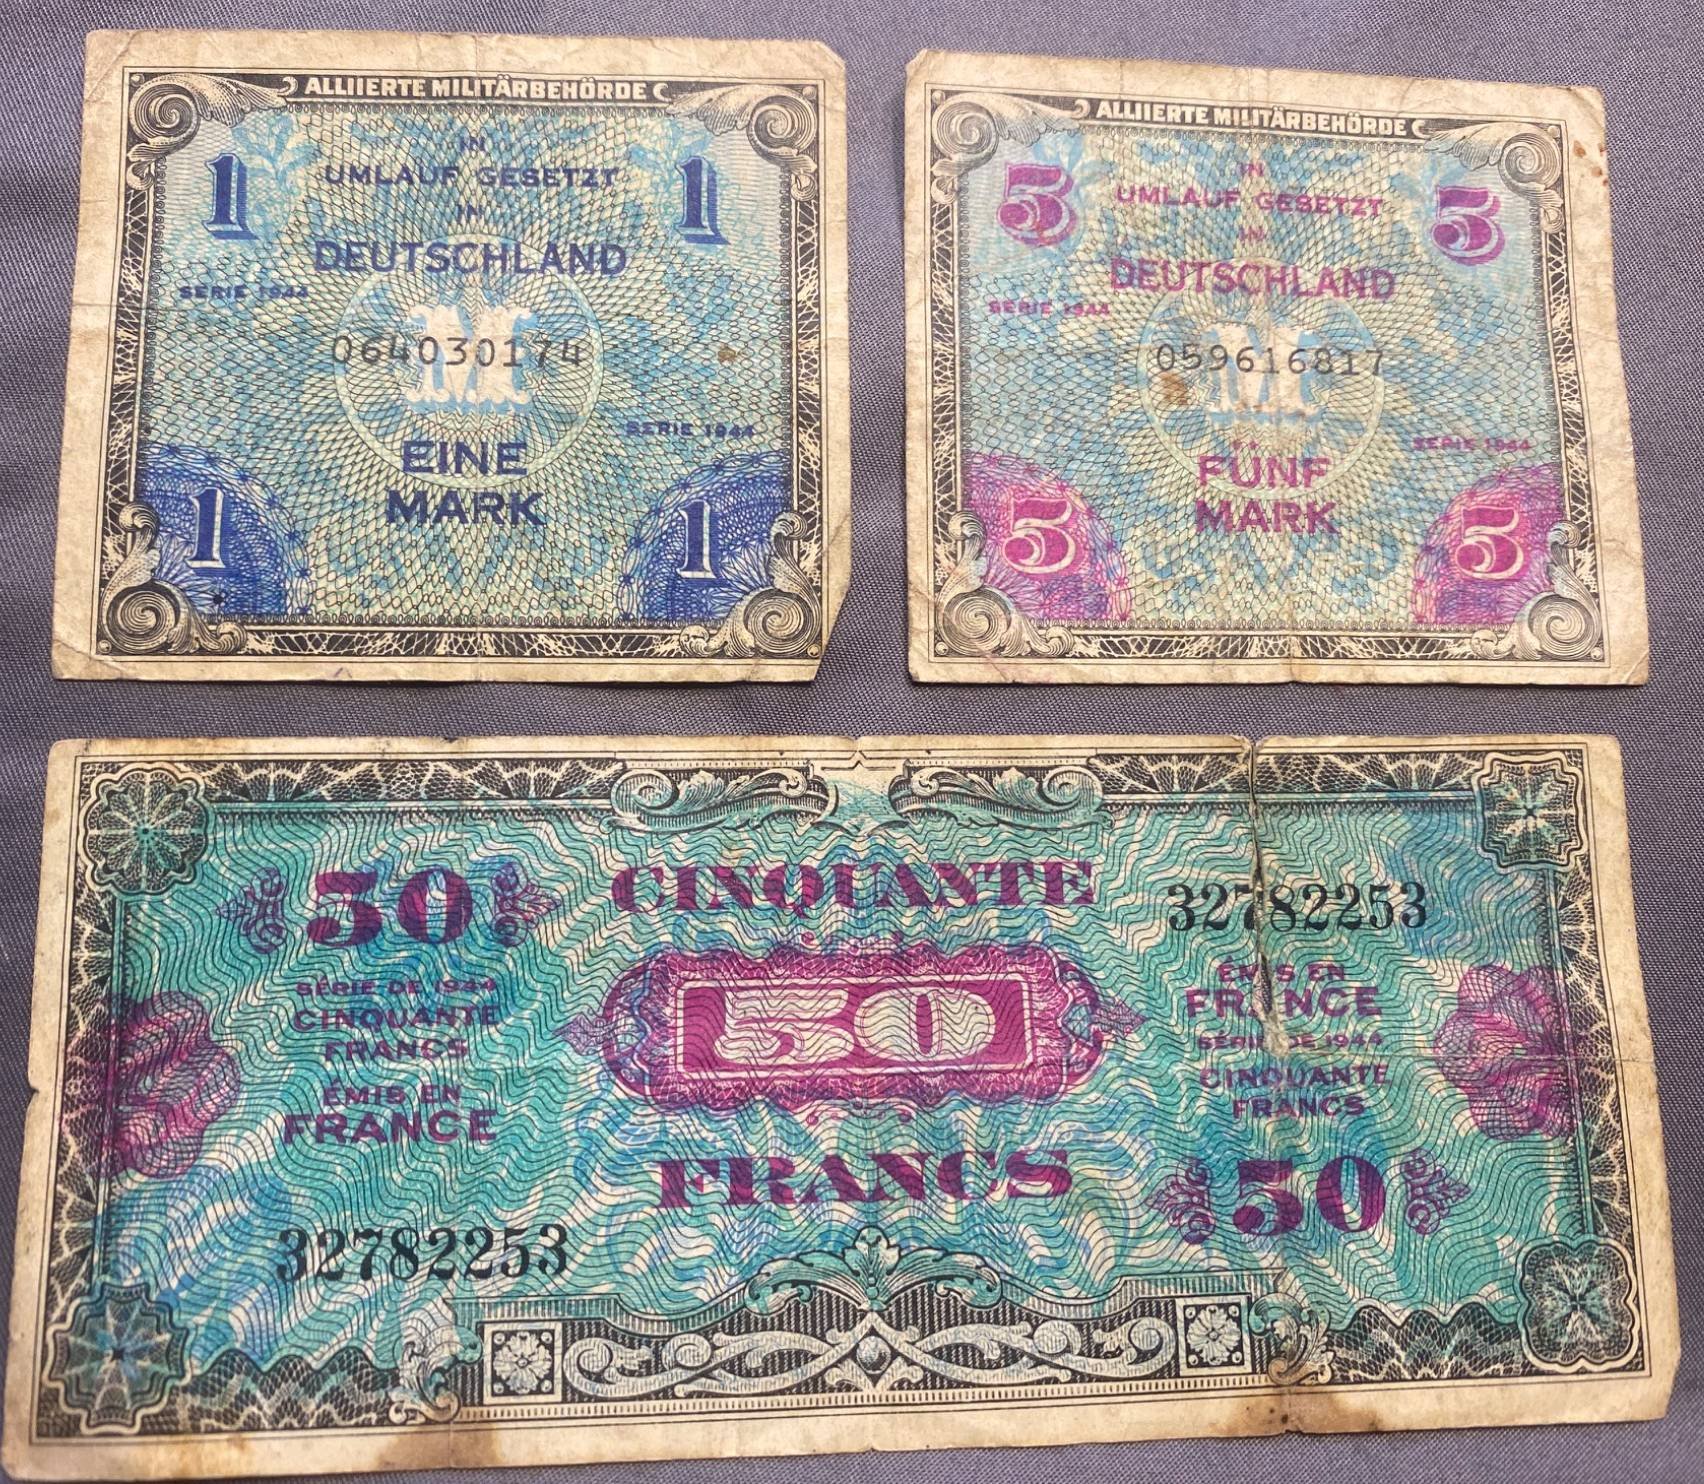 ALLIIERTE MILITÄRBEHÖRDE
1 1
IN
UMLAUF GESETZT
IN
DEUTSCHLAND
SERIE 1944
064030174
SERIE 1944
EINE
MARK
1 1
ALLIIERTE MILITÄRBEHÖRDE
5 5
IN
UMLAUF GESETZT
IN
DEUTSCHLAND
SERIE 1944
059616817
SERIE 1944
FÜNF
MARK
5 5
50
SÉRIE DE 1944
CINQUANTE
FRANCS
ÉMIS EN
FRANCE
32782253
CINQUANTE
50
FRANCS
32782253
ÉMIS EN
FRANCE
SÉRIE DE 1944
CINQUANTE
FRANCS
50